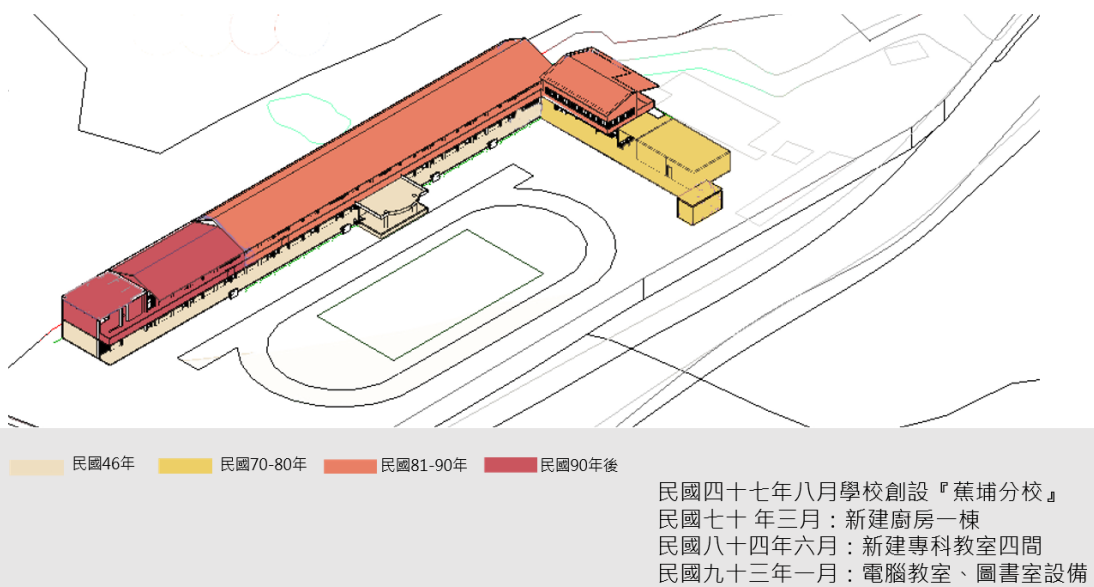 民國46年 民國70-80年 民國81-90年 民國90年後
民國四十七年八月學校創設『蕉埔分校』
民國七十 年三月：新建廚房一棟
民國八十四年六月：新建專科教室四間
民國九十三年一月：電腦教室、圖書室設備